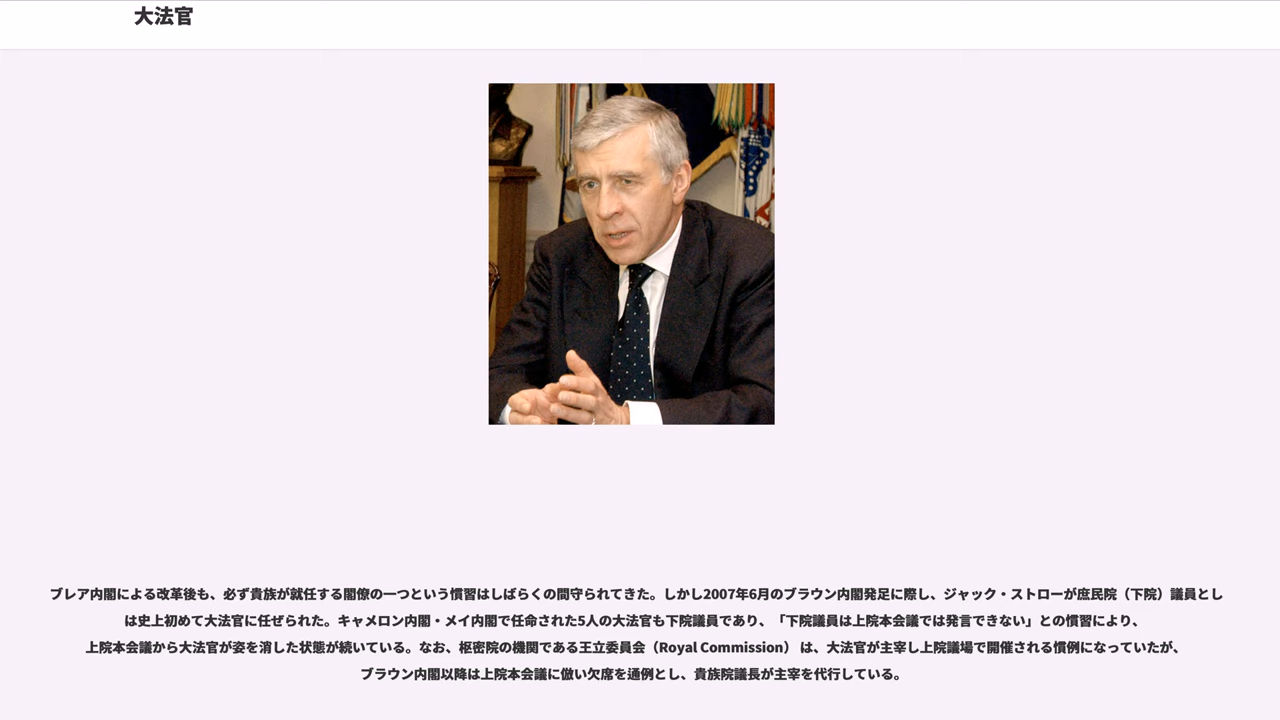 大法官
ブレア内閣による改革後も、必ず貴族が就任する閣僚の一つという慣習はしばらくの間守られてきた。しかし2007年6月のブラウン内閣発足に際し、ジャック・ストローが庶民院（下院）議員とし
は史上初めて大法官に任ぜられた。キャメロン内閣・メイ内閣で任命された5人の大法官も下院議員であり、「下院議員は上院本会議では発言できない」との慣習により、
上院本会議から大法官が姿を消した状態が続いている。なお、枢密院の機関である王立委員会（Royal Commission） は、大法官が主宰し上院議場で開催される慣例になっていたが、
ブラウン内閣以降は上院本会議に倣い欠席を通例とし、貴族院議長が主宰を代行している。